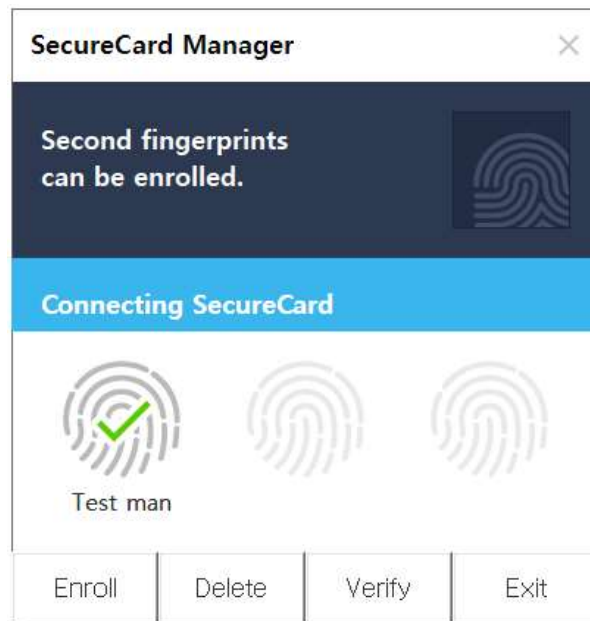 SecureCard Manager
Second fingerprints
can be enrolled.
Connecting SecureCard
Test man
Enroll
Delete
Verify
Exit